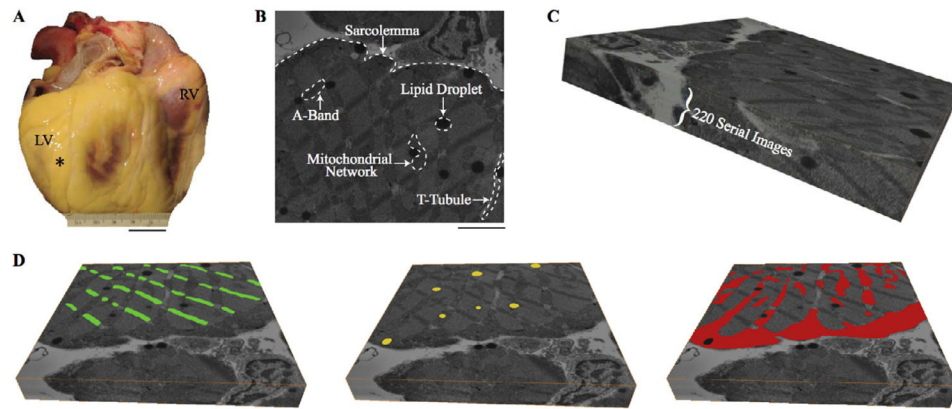 A
RV
LV
*
B
Sarcolemma
A-Band
Lipid Droplet
Mitochondrial
Network
T-Tubule
C
220 Serial Images
D